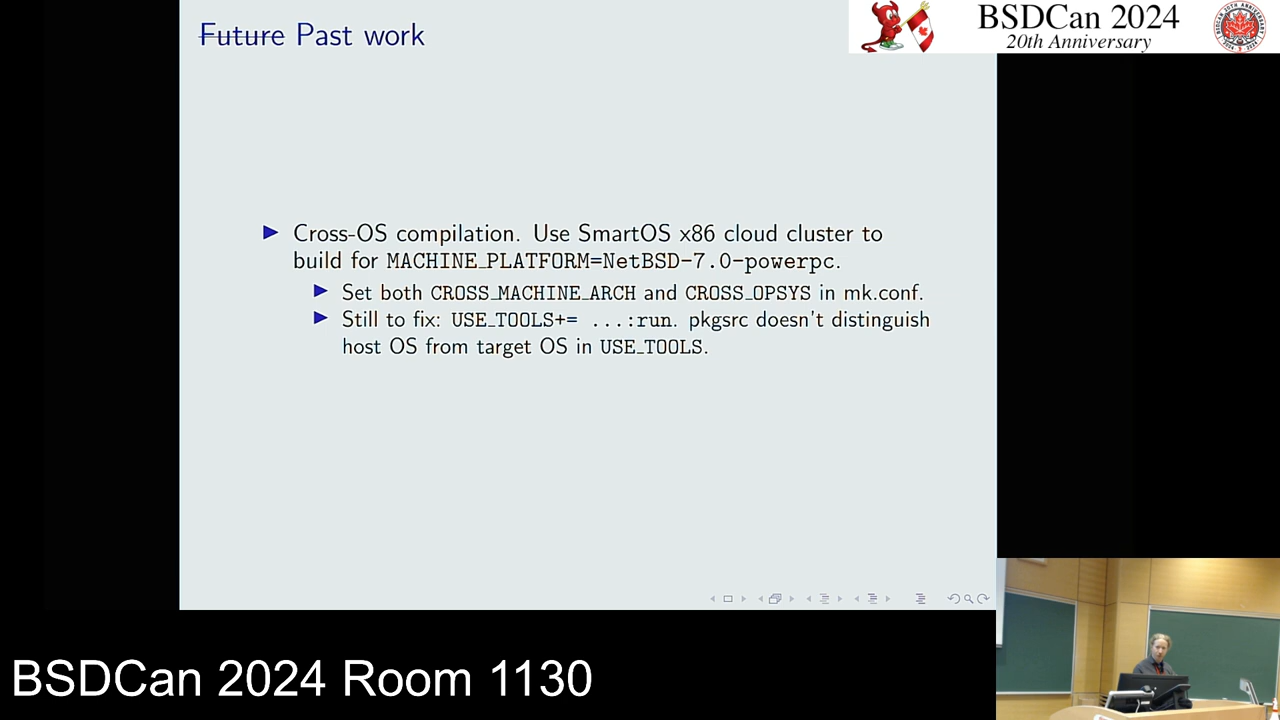 Future Past work
BSDCan 2024
20th Anniversary
▶ Cross-OS compilation. Use SmartOS x86 cloud cluster to
build for MACHINE_PLATFORM=NetBSD-7.0-powerpc.
▶ Set both CROSS_MACHINE_ARCH and CROSS_OPSYS in mk.conf.
▶ Still to fix: USE_TOOLS+= ...:run. pkgsrc doesn't distinguish
host OS from target OS in USE_TOOLS.
BSDCan 2024 Room 1130